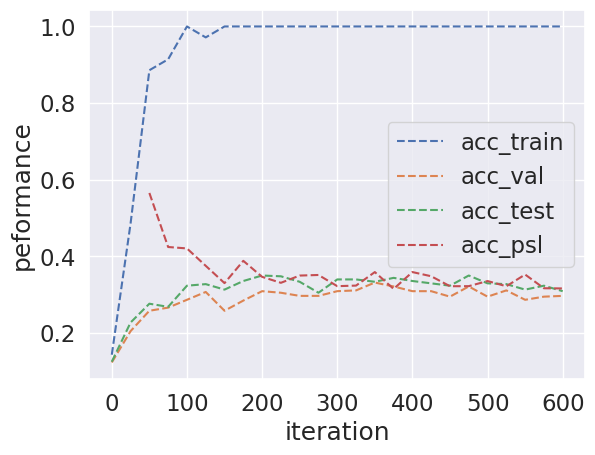 1.0
0.8
0.6
0.4
0.2
peformance
acc_train
acc_val
acc_test
acc_psl
0 100 200 300 400 500 600
iteration